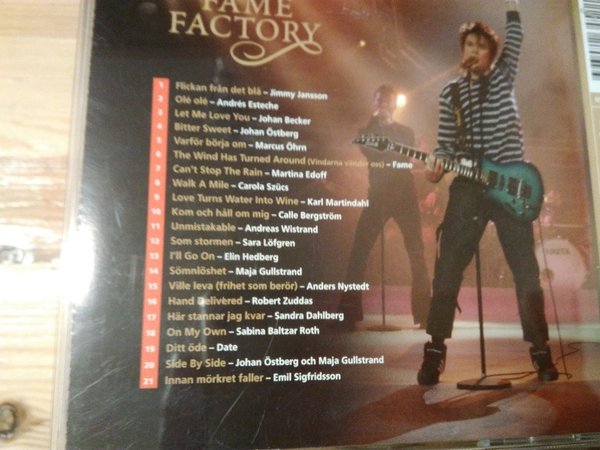 FAME
FACTORY
1 Flickan från det blå – Jimmy Jansson
2 Olé olé – Andrés Esteche
3 Let Me Love You – Johan Becker
4 Bitter Sweet – Johan Östberg
5 Varför börja om – Marcus Öhrn
6 The Wind Has Turned Around (Vindarna vänder oss) – Fame
7 Can't Stop The Rain – Martina Edoff
8 Walk A Mile – Carola Szücs
9 Love Turns Water Into Wine – Karl Martindahl
10 Kom och håll om mig – Calle Bergström
11 Unmistakable – Andreas Wistrand
12 Som stormen – Sara Löfgren
13 I'll Go On – Elin Hedberg
14 Sömnlöshet – Maja Gullstrand
15 Ville leva (frihet som berör) – Anders Nystedt
16 Hand Delivered – Robert Zuddas
17 Här stannar jag kvar – Sandra Dahlberg
18 On My Own – Sabina Baltzar Roth
19 Ditt öde – Date
20 Side By Side – Johan Östberg och Maja Gullstrand
21 Innan mörkret faller – Emil Sigfridsson